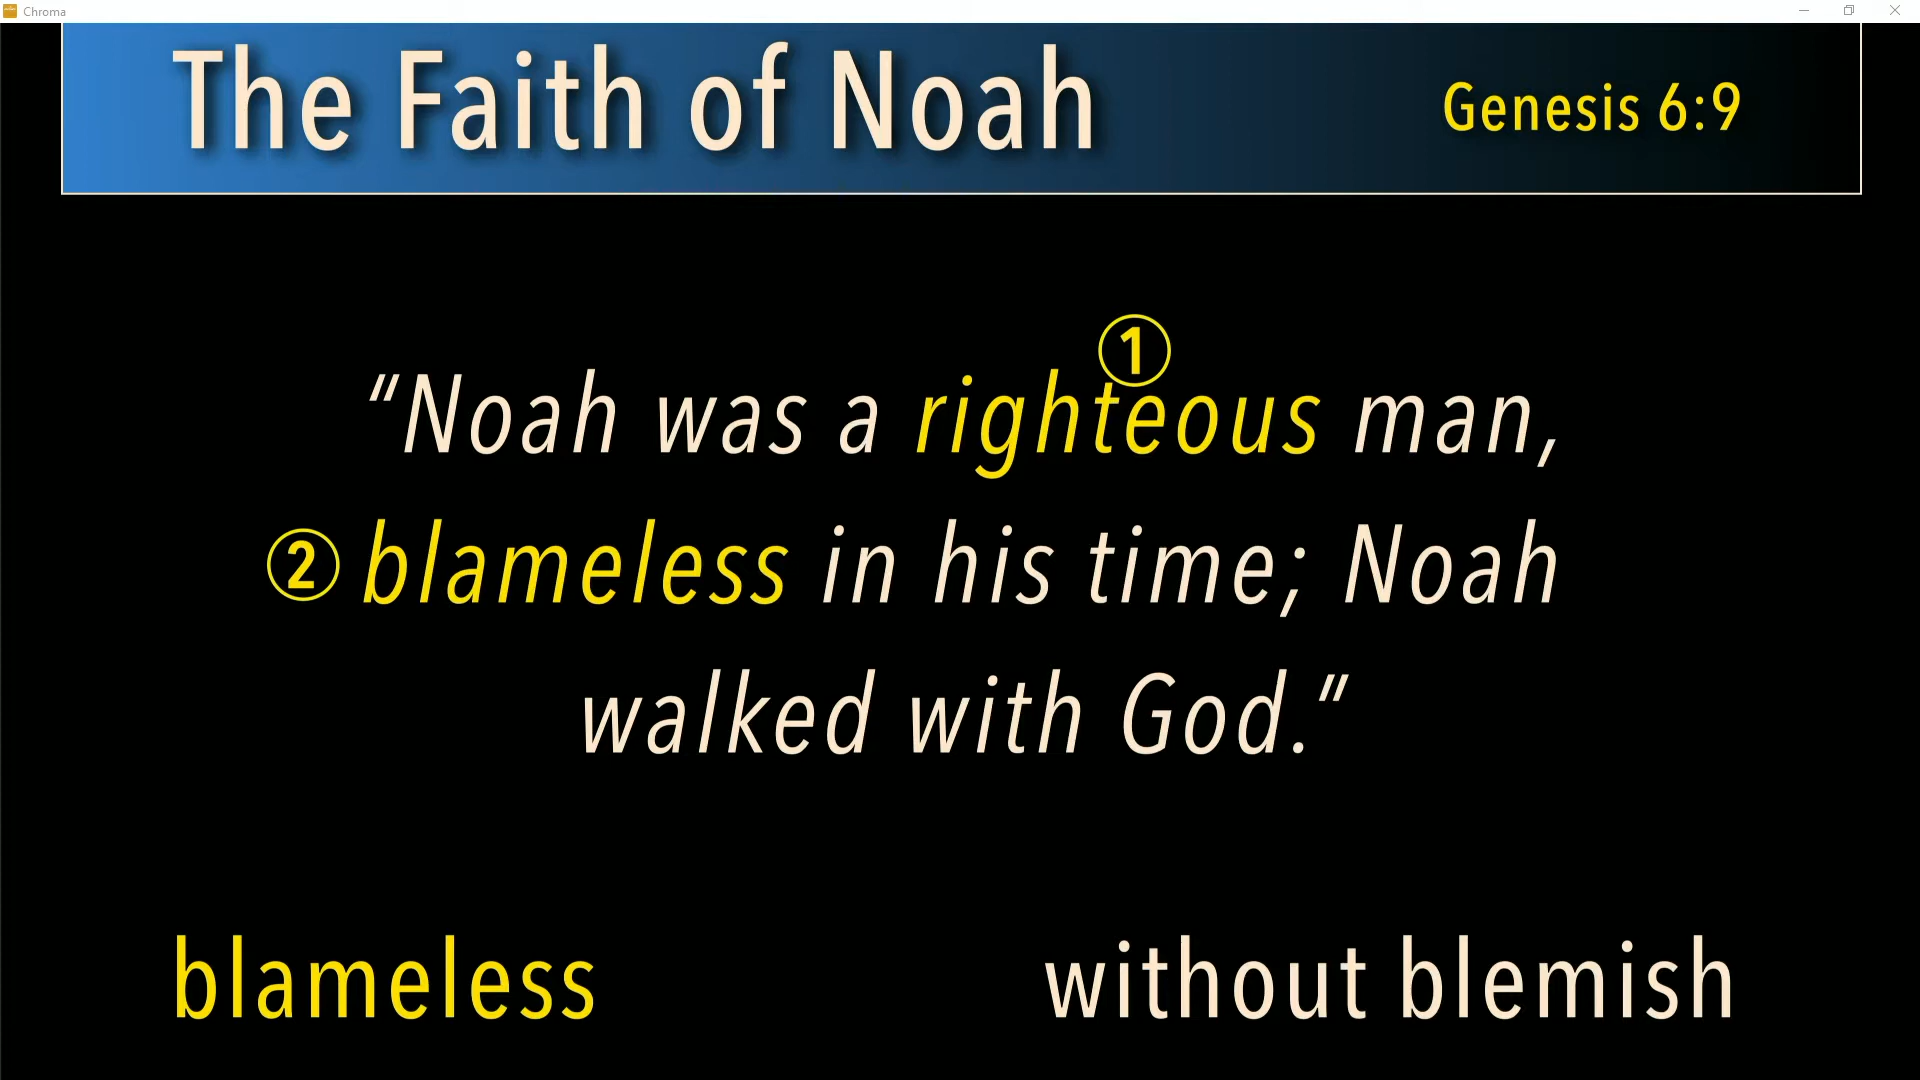 Chroma
The Faith of Noah
Genesis 6:9
①
“Noah was a righteous man,
② blameless in his time; Noah
walked with God.”
blameless
without blemish